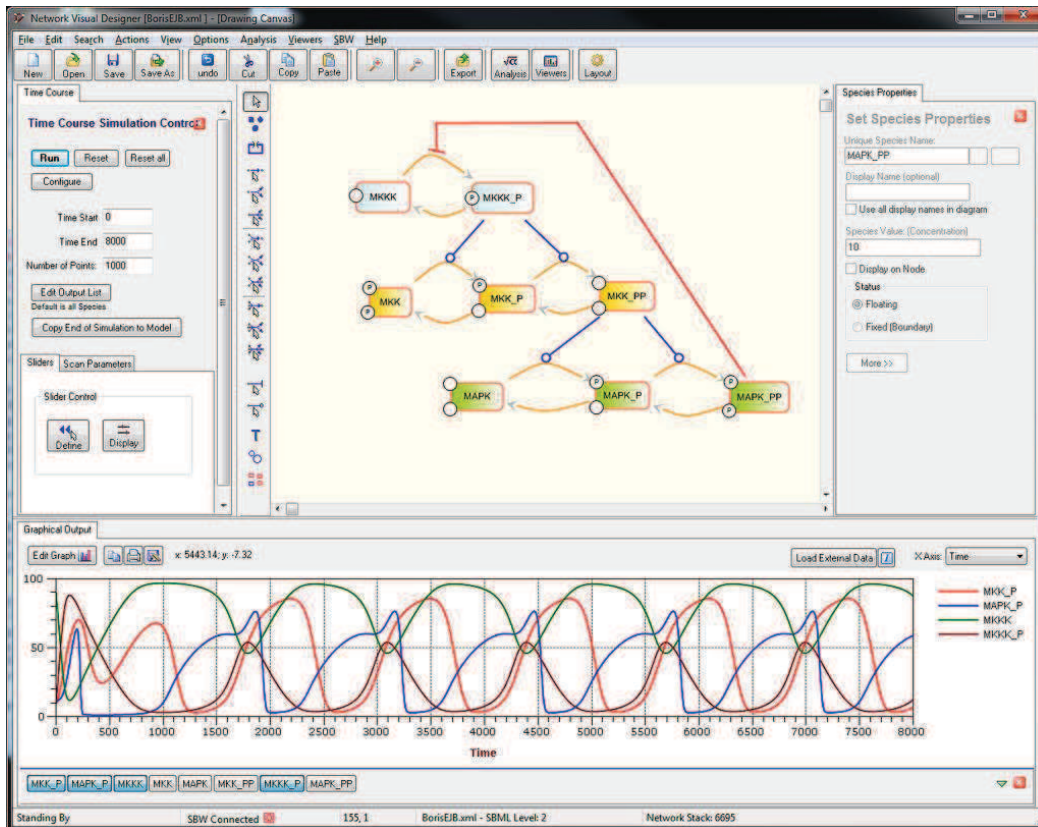 Network Visual Designer [BorisEJB.xml ] - [Drawing Canvas]
File Edit Search Actions View Options Analysis Viewers SBW Help
New Open Save Save As undo Cut Copy Paste Export Analysis Viewers Layout
√α
Time Course
Time Course Simulation Control
Run Reset Reset all
Configure
Time Start 0
Time End 8000
Number of Points: 1000
Edit Output List
Default is all Species
Copy End of Simulation to Model
Sliders Scan Parameters
Slider Control
Define Display
T
MKKK
P MKKK_P
P P MKK
P MKK_P
MKK_PP
MAPK
P MAPK_P
P P MAPK_PP
Species Properties
Set Species Properties
Unique Species Name:
MAPK_PP
Display Name (optional)
Use all display names in diagram
Species Value: (Concentration)
10
Display on Node
Status
Floating
Fixed (Boundary)
More >>
Graphical Output
Edit Graph x: 5443.14; y: -7.32 Load External Data X Axis: Time
100
50
0
0 500 1000 1500 2000 2500 3000 3500 4000 4500 5000 5500 6000 6500 7000 7500 8000
Time
MKK_P
MAPK_P
MKKK
MKKK_P
MKK_P MAPK_P MKKK MKK MAPK MKK_PP MKKK_P MAPK_PP
Standing By SBW Connected 155, 1 BorisEJB.xml - SBML Level: 2 Network Stack: 6695